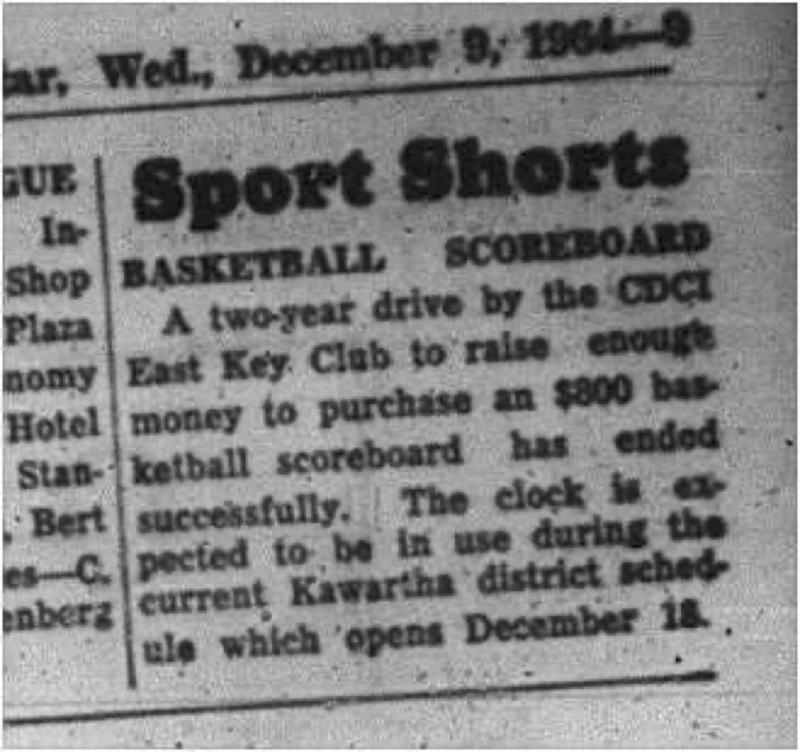 ar, Wed., December 9, 1964—9
GUE
In-
Shop
Plaza
nomy
Hotel
Stan-
. Bert
es—C.
enberg
Sport Shorts
BASKETBALL SCOREBOARD
A two-year drive by the CDCI
East Key Club to raise enough
money to purchase an $800 bas-
ketball scoreboard has ended
successfully. The clock is ex-
pected to be in use during the
current Kawartha district sched-
ule which opens December 18.